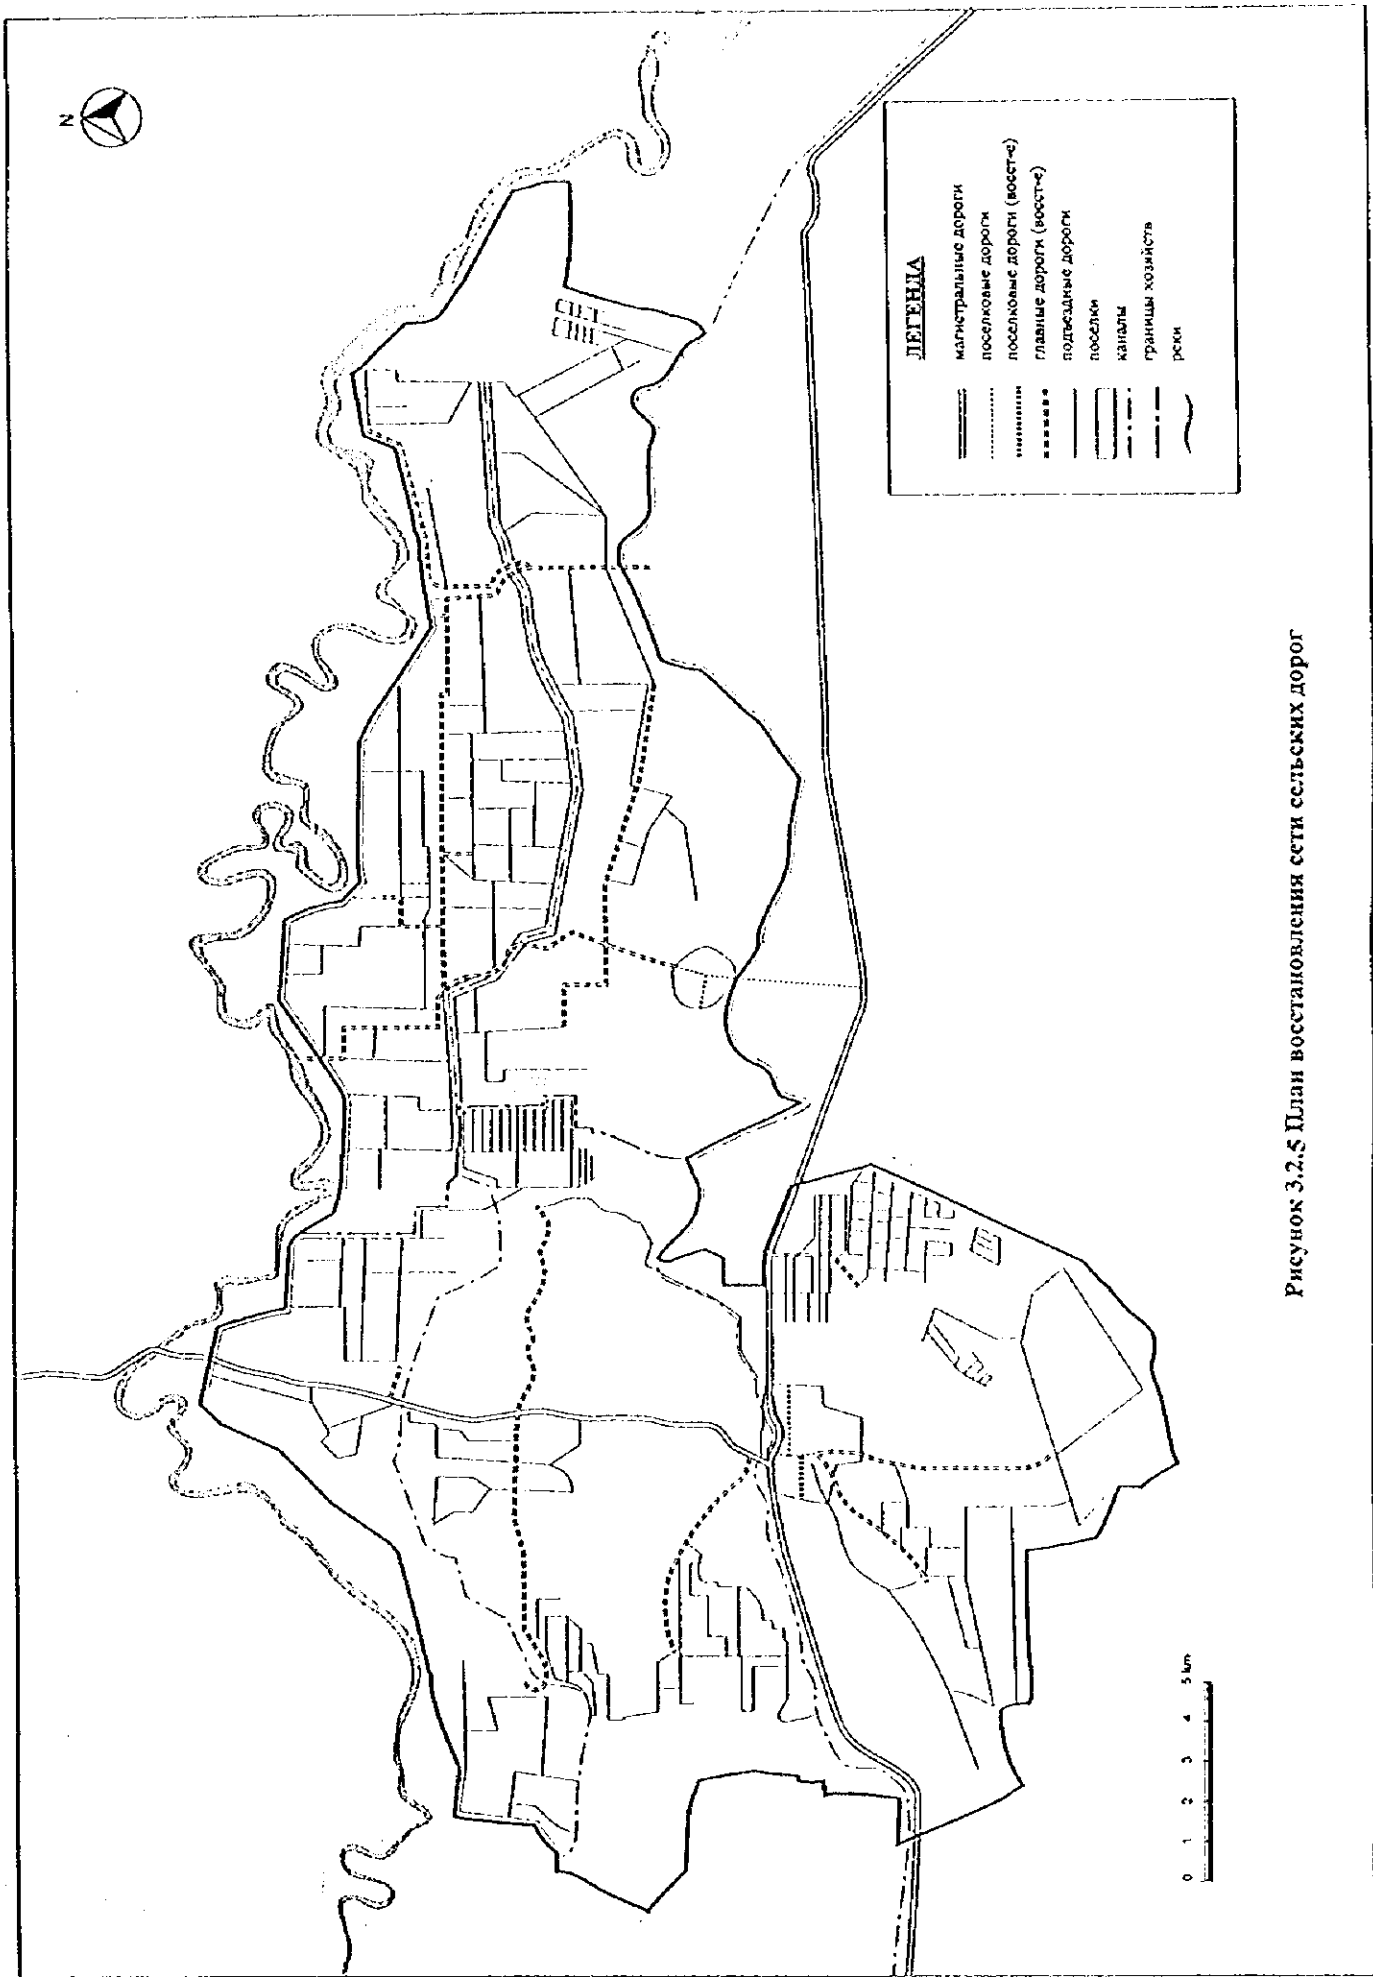 N
ЛЕГЕНДА
магистральные дороги
поселковые дороги
поселковые дороги (восст-е)
главные дороги (восст-е)
подъездные дороги
поселки
каналы
границы хозяйств
реки
0 1 2 3 4 5 km
Рисунок 3.2.5 План восстановления сети сельских дорог